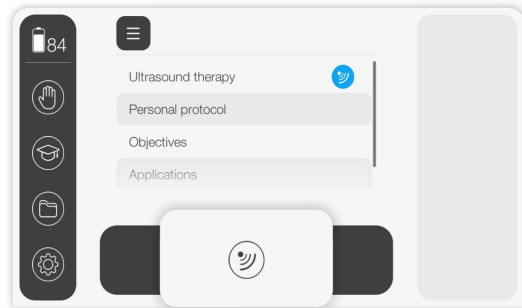 84
Ultrasound therapy
Personal protocol
Objectives
Applications